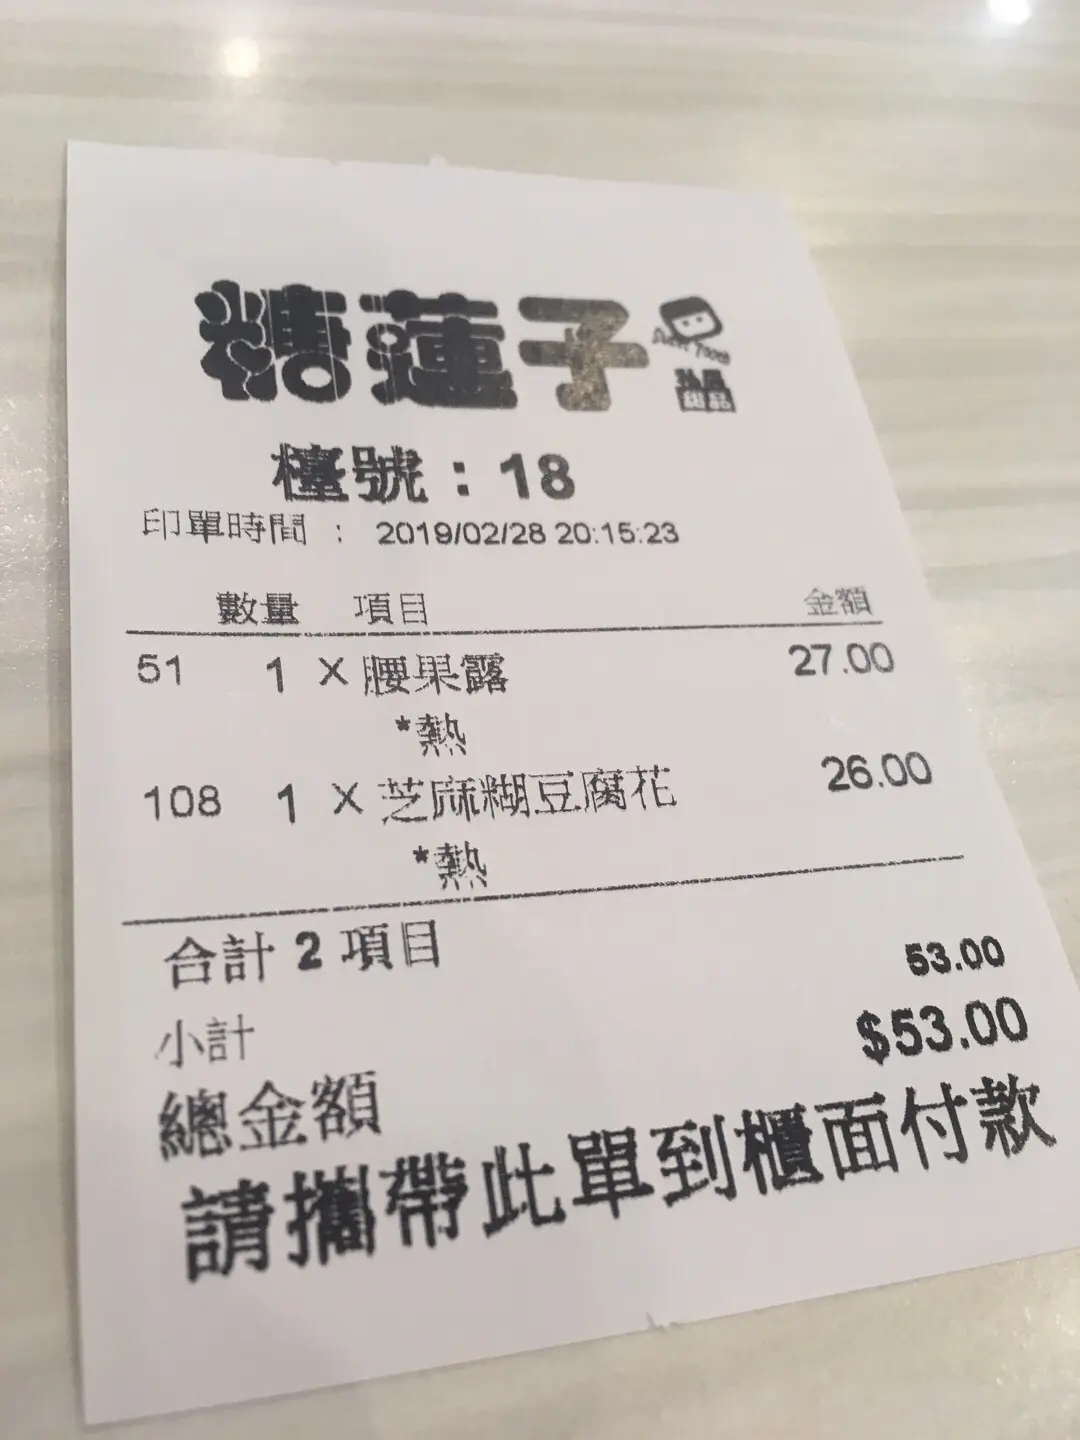 糖蓮子
Sweet Tooth
甜品
檯號：18
印單時間 ： 2019/02/28 20:15:23
數量 項目 金額
51 1 X 腰果露 27.00
*熱
108 1 X 芝麻糊豆腐花 26.00
*熱
合計 2 項目
小計 53.00
總金額 $53.00
請攜帶此單到櫃面付款